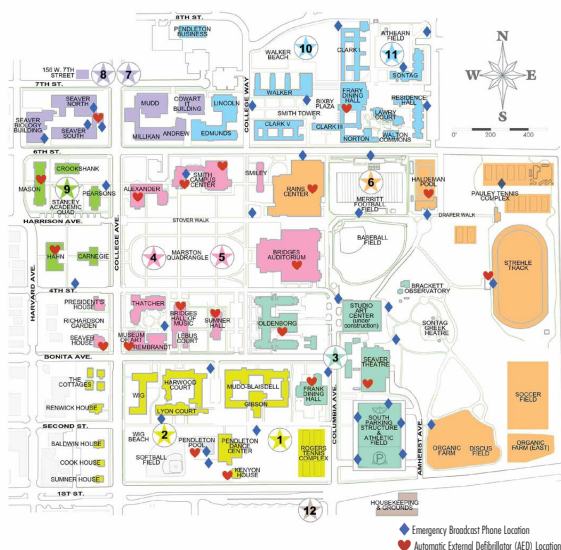 8TH ST.
PENDLETON
BUSINESS
WALKER
BEACH
10
CLARK I
ATHEARN
FIELD
11
SONTAG
N
W
E
S
0'
200
400
156 W. 7TH
STREET
8
7
7TH ST.
SEAVER
NORTH
SEAVER
BIOLOGY
BUILDING
SEAVER
SOUTH
MUDD
COWART
IT
BUILDING
LINCOLN
MILLIKAN
ANDREW
EDMUNDS
COLLEGE WAY
WALKER
BIXBY
PLAZA
FRARY
DINING
HALL
RESIDENCE
HALL
SMITH TOWER
LAWRY
COURT
CLARK V
CLARK III
NORTON
WALTON
COMMONS
6TH ST.
CROOKSHANK
MASON
9
PEARSONS
STANLEY
ACADEMIC
QUAD
HARRISON AVE.
ALEXANDER
SMITH
CAMPUS
CENTER
SMILEY
RAINS
CENTER
6
MERRITT
FOOTBALL
FIELD
HALDEMAN
POOL
PAULEY TENNIS
COMPLEX
STOVER WALK
DRAPER WALK
HAHN
CARNEGIE
COLLEGE AVE.
4
MARSTON
QUADRANGLE
5
BRIDGES
AUDITORIUM
BASEBALL
FIELD
STREHLE
TRACK
HARVARD AVE.
4TH ST.
BRACKETT
OBSERVATORY
PRESIDENT'S
HOUSE
RICHARDSON
GARDEN
SEAVER
HOUSE
THATCHER
BRIDGES
HALL OF
MUSIC
SUMNER
HALL
MUSEUM
OF ART
REMBRANDT
LEBUS
COURT
OLDENBORG
STUDIO
ART
CENTER
(under
construction)
SONTAG
GREEK
THEATRE
BONITA AVE.
3
SEAVER
THEATRE
THE
COTTAGES
RENWICK HOUSE
WIG
HARWOOD
COURT
LYON COURT
MUDD-BLAISDELL
GIBSON
FRANK
DINING
HALL
COLUMBIA AVE.
SOCCER
FIELD
SECOND ST.
BALDWIN HOUSE
COOK HOUSE
SUMNER HOUSE
WIG
BEACH
2
PENDLETON
POOL
SOFTBALL
FIELD
PENDLETON
DANCE
CENTER
1
KENYON
HOUSE
ROGERS
TENNIS
COMPLEX
SOUTH
PARKING
STRUCTURE
&
ATHLETIC
FIELD
P
AMHERST AVE.
ORGANIC
FARM
DISCUS
FIELD
ORGANIC
FARM (EAST)
1ST ST.
12
HOUSEKEEPING
& GROUNDS
Emergency Broadcast Phone Location
Automatic External Defibrillator (AED) Location